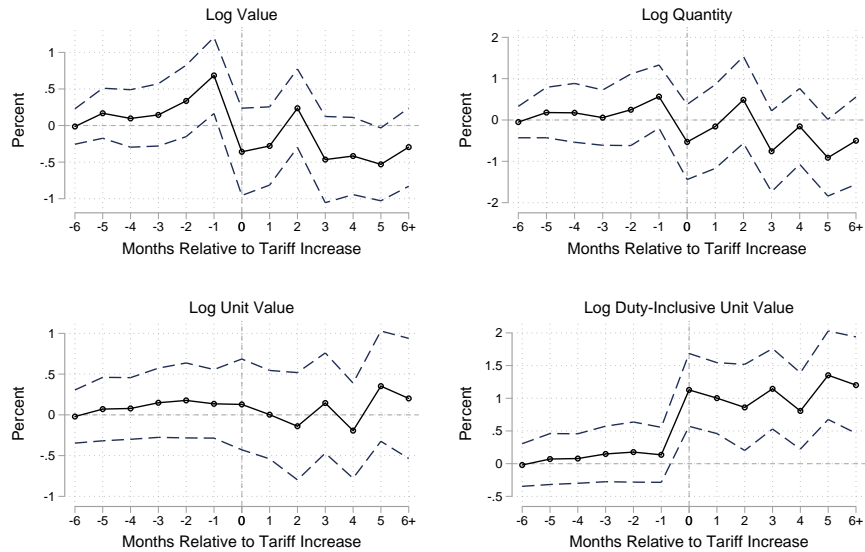 Log Value
Percent
1
.5
0
-.5
-1
-6 -5 -4 -3 -2 -1 0 1 2 3 4 5 6+
Months Relative to Tariff Increase
Log Quantity
Percent
2
1
0
-1
-2
-6 -5 -4 -3 -2 -1 0 1 2 3 4 5 6+
Months Relative to Tariff Increase
Log Unit Value
Percent
1
.5
0
-.5
-1
-6 -5 -4 -3 -2 -1 0 1 2 3 4 5 6+
Months Relative to Tariff Increase
Log Duty-Inclusive Unit Value
Percent
2
1.5
1
.5
0
-.5
-6 -5 -4 -3 -2 -1 0 1 2 3 4 5 6+
Months Relative to Tariff Increase